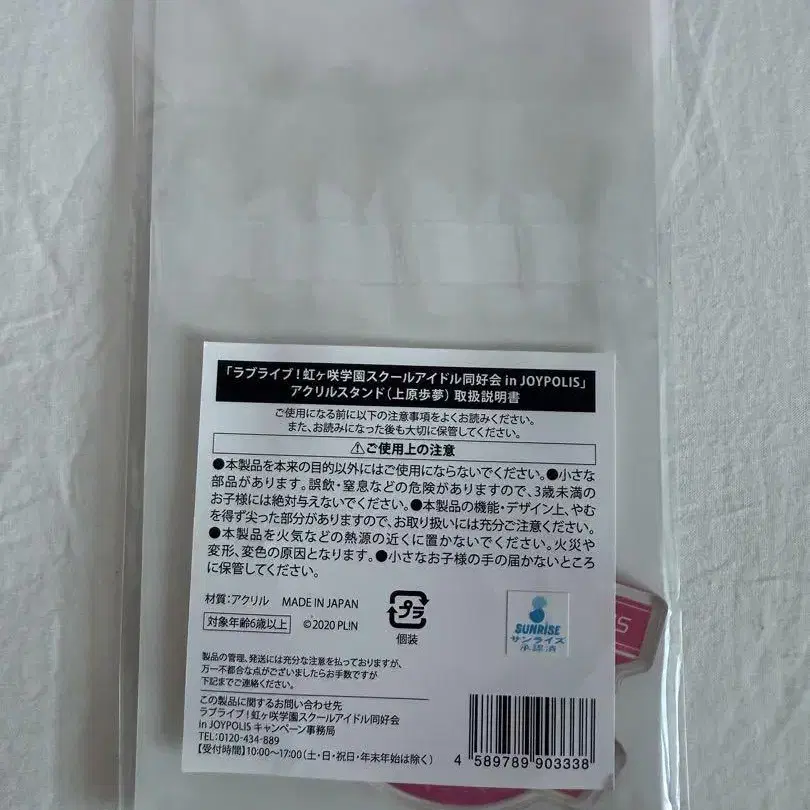 「ラブライブ！虹ヶ咲学園スクールアイドル同好会 in JOYPOLIS」
アクリルスタンド（上原歩夢）取扱説明書
ご使用になる前に以下の注意事項をよくお読みください。
また、お読みになった後も大切に保管してください。
⚠ご使用上の注意
●本製品を本来の目的以外にはご使用にならないでください。●小さな
部品があります。誤飲・窒息などの危険がありますので、3歳未満の
お子様には絶対与えないでください。●本製品の機能・デザイン上、やむ
を得ず尖った部分がありますので、お取り扱いには充分ご注意ください。
●本製品を火気などの熱源の近くに置かないでください。火災や
変形、変色の原因となります。●小さなお子様の手の届かないところ
に保管してください。
材質：アクリル MADE IN JAPAN
対象年齢6歳以上 ©2020 PLIN
プラ
個装
SUNRISE
サンライズ
承認済
製品の管理、発送には充分な注意を払っておりますが、
万一不都合な点がございましたらお手数ですが
下記までご連絡ください。
この製品に関するお問い合わせ先
ラブライブ！虹ヶ咲学園スクールアイドル同好会
in JOYPOLIS キャンペーン事務局
TEL：0120-434-889
【受付時間】10:00～17:00（土・日・祝日・年末年始は除く）
4 589789 903338